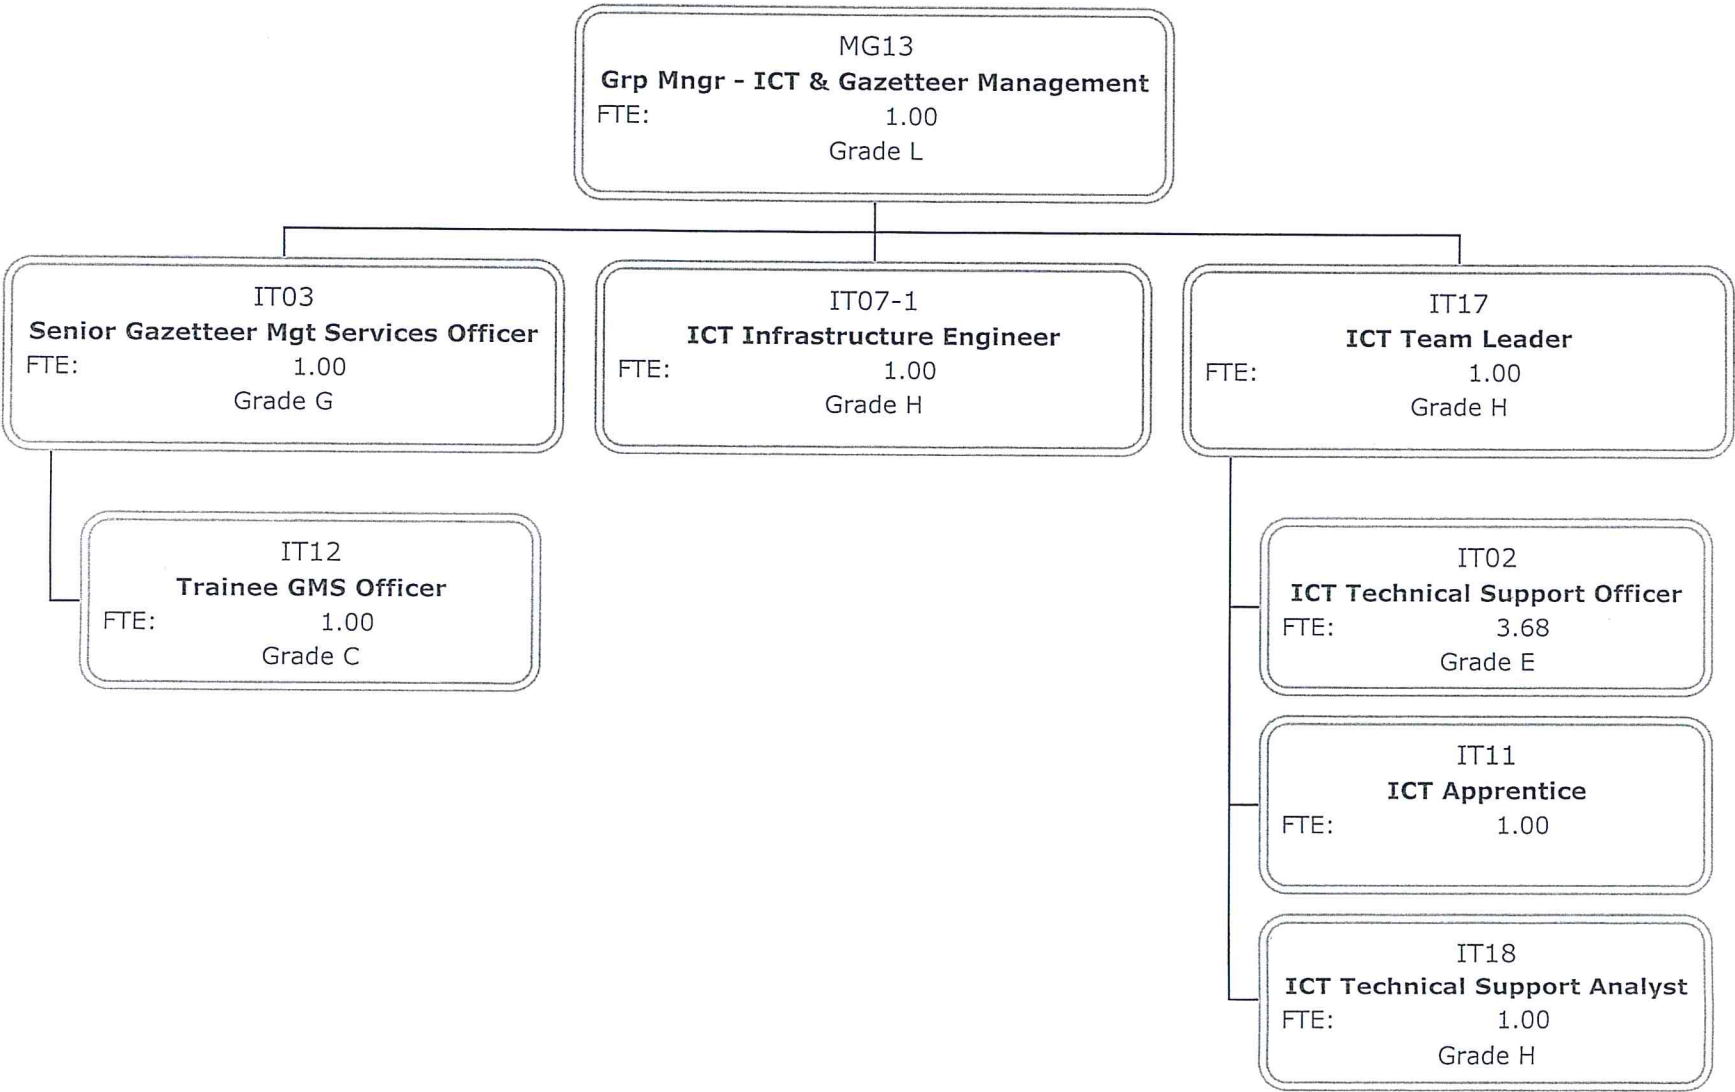 MG13
Grp Mngr - ICT & Gazetteer Management
FTE: 1.00
Grade L
IT03
Senior Gazetteer Mgt Services Officer
FTE: 1.00
Grade G
IT07-1
ICT Infrastructure Engineer
FTE: 1.00
Grade H
IT17
ICT Team Leader
FTE: 1.00
Grade H
IT12
Trainee GMS Officer
FTE: 1.00
Grade C
IT02
ICT Technical Support Officer
FTE: 3.68
Grade E
IT11
ICT Apprentice
FTE: 1.00
IT18
ICT Technical Support Analyst
FTE: 1.00
Grade H